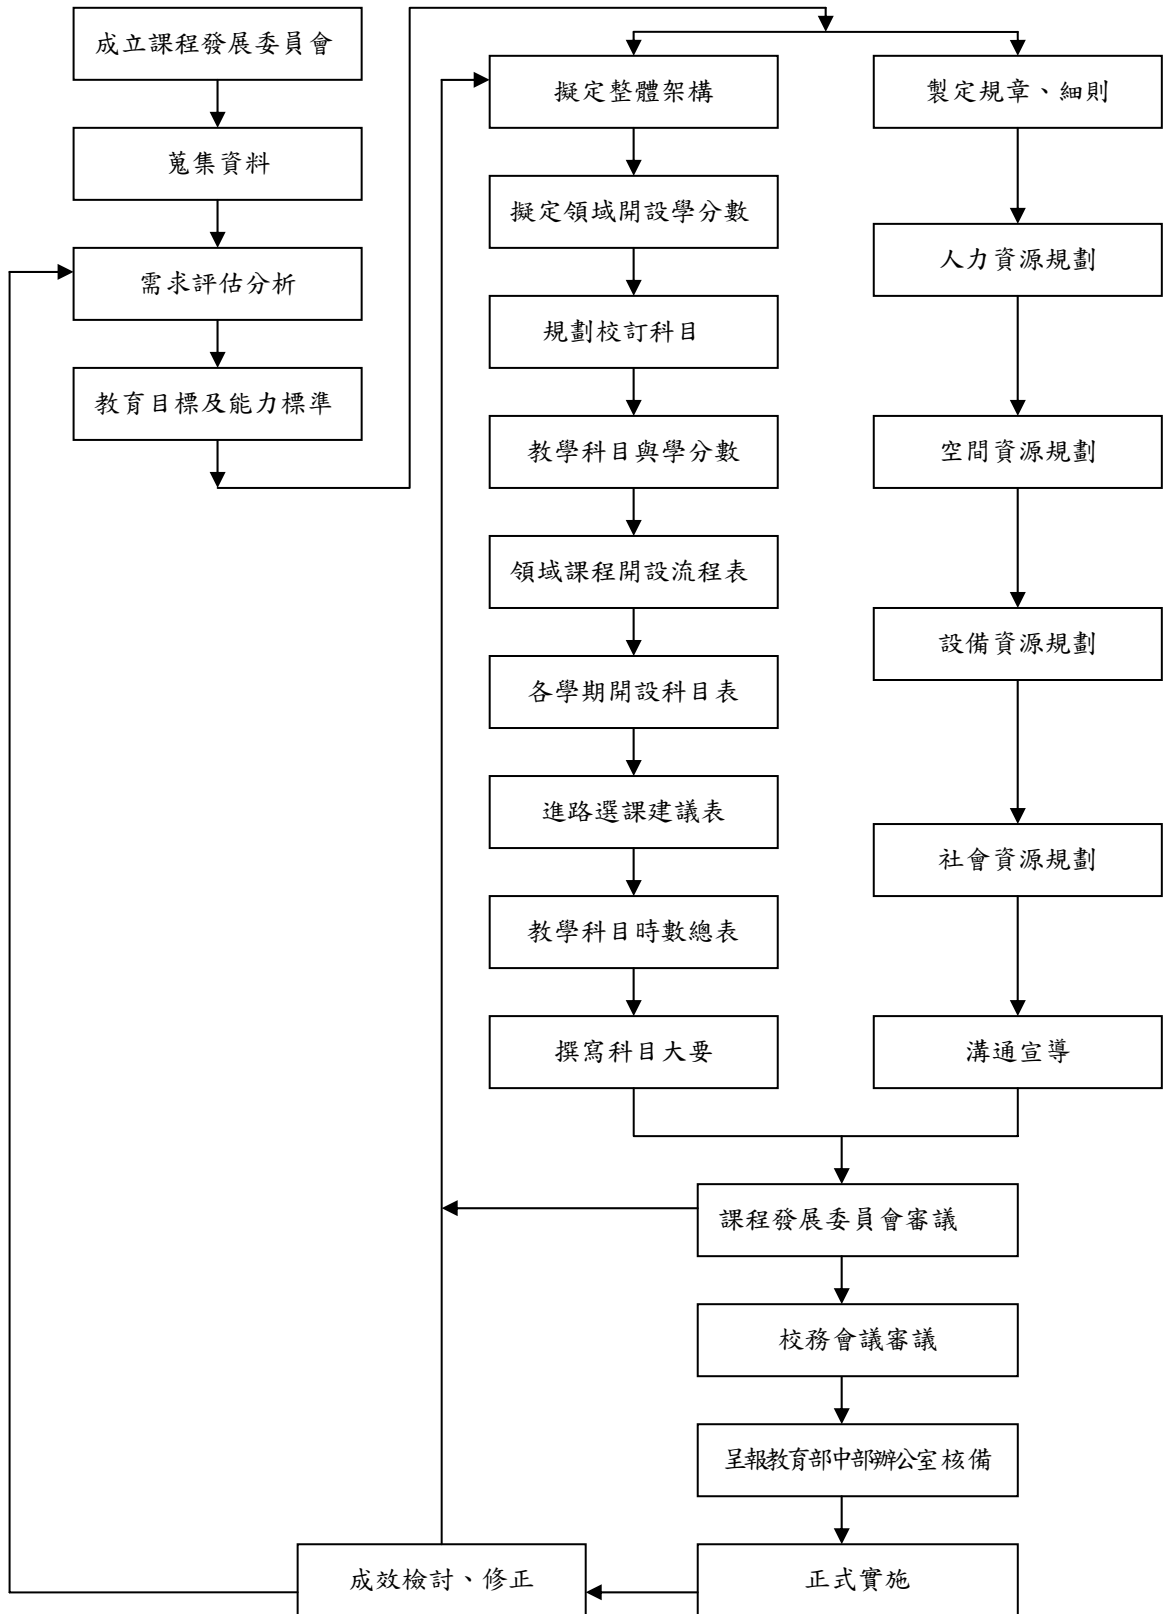 成立課程發展委員會
蒐集資料
需求評估分析
教育目標及能力標準
擬定整體架構
擬定領域開設學分數
規劃校訂科目
教學科目與學分數
領域課程開設流程表
各學期開設科目表
進路選課建議表
教學科目時數總表
撰寫科目大要
製定規章、細則
人力資源規劃
空間資源規劃
設備資源規劃
社會資源規劃
溝通宣導
課程發展委員會審議
校務會議審議
呈報教育部中部辦公室核備
正式實施
成效檢討、修正